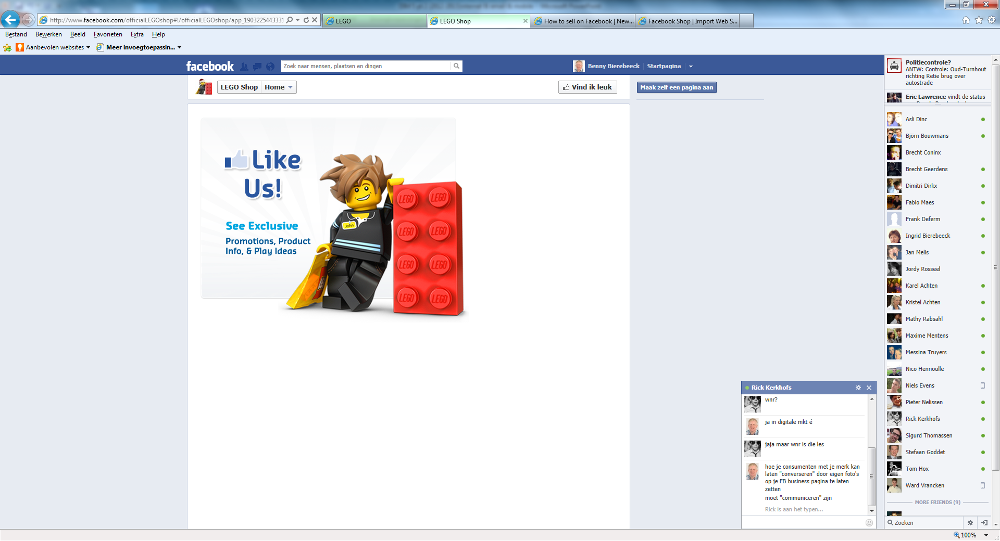 http://www.facebook.com/officialLEGOshop#!/officialLEGOshop/app_1903225443331
LEGO
LEGO Shop
How to sell on Facebook | New...
Facebook Shop | Import Web S...
Bestand Bewerken Beeld Favorieten Extra Help
Aanbevolen websites Meer invoegtoepassin...
facebook
Zoek naar mensen, plaatsen en dingen
Benny Bierebeeck Startpagina
LEGO Shop Home
Vind ik leuk
Maak zelf een pagina aan
Like
Us!
See Exclusive
Promotions, Product
Info, & Play Ideas
John
LEGO LEGO
LEGO LEGO
LEGO LEGO
LEGO LEGO
Politiecontrole?
ANTW: Controle: Oud-Turnhout
richting Retie brug over
autostrade
Eric Lawrence vindt de status
Asli Dinc
Björn Bouwmans
Brecht Coninx
Brecht Geerdens
Dimitri Dirkx
Fabio Maes
Frank Deferm
Ingrid Bierebeeck
Jan Melis
Jordy Rosseel
Karel Achten
Kristel Achten
Mathy Rabsahl
Maxime Mentens
Messina Truyers
Nico Henrioulle
Niels Evens
Pieter Nelissen
Rick Kerkhofs
Sigurd Thomassen
Stefaan Goddet
Tom Hox
Ward Vrancken
MORE FRIENDS (9)
Zoeken
Rick Kerkhofs
wnr?
ja in digitale mkt é
jaja maar wnr is die les
hoe je consumenten met je merk kan
laten "converseren" door eigen foto's
op je FB business pagina te laten
zetten
moet "communiceren" zijn
Rick is aan het typen...
100%